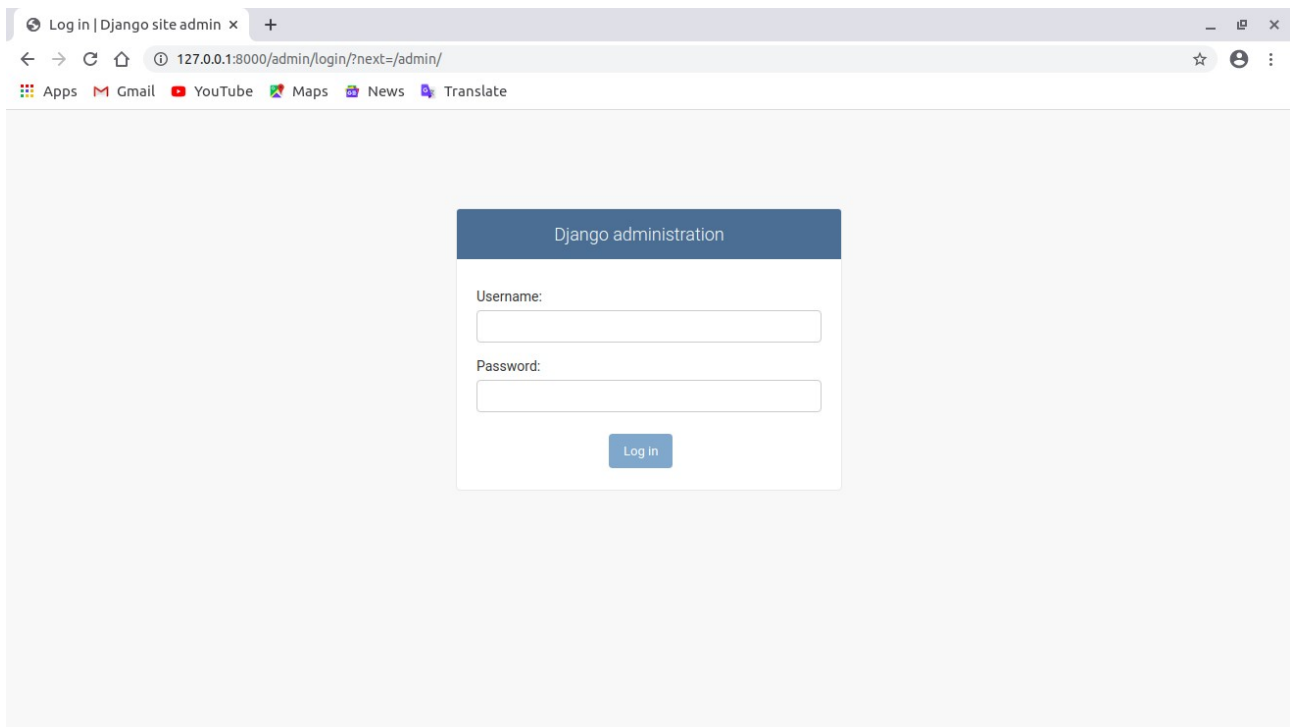 Log in | Django site admin
127.0.0.1:8000/admin/login/?next=/admin/
Apps Gmail YouTube Maps News Translate
Django administration
Username:
Password:
Log in